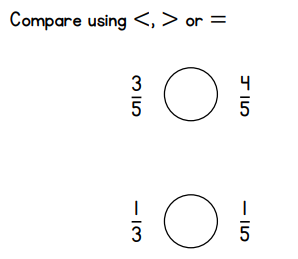 Compare using <, > or =
3/5 4/5
1/3 1/5